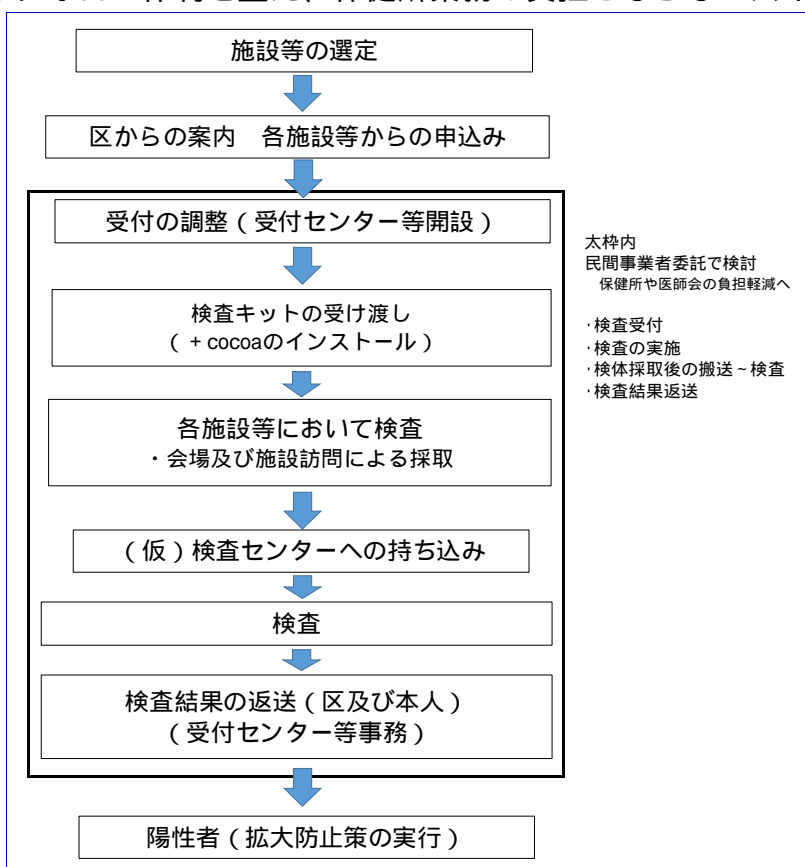 施設等の選定
区からの案内　各施設等からの申込み
受付の調整（受付センター等開設）
検査キットの受け渡し
（＋cocoaのインストール）
各施設等において検査
・会場及び施設訪問による採取
（仮）検査センターへの持ち込み
検査
検査結果の返送（区及び本人）
（受付センター等事務）
陽性者（拡大防止策の実行）
太枠内
民間事業者委託で検討
保健所や医師会の負担軽減へ
・検査受付
・検査の実施
・検体採取後の搬送～検査
・検査結果返送